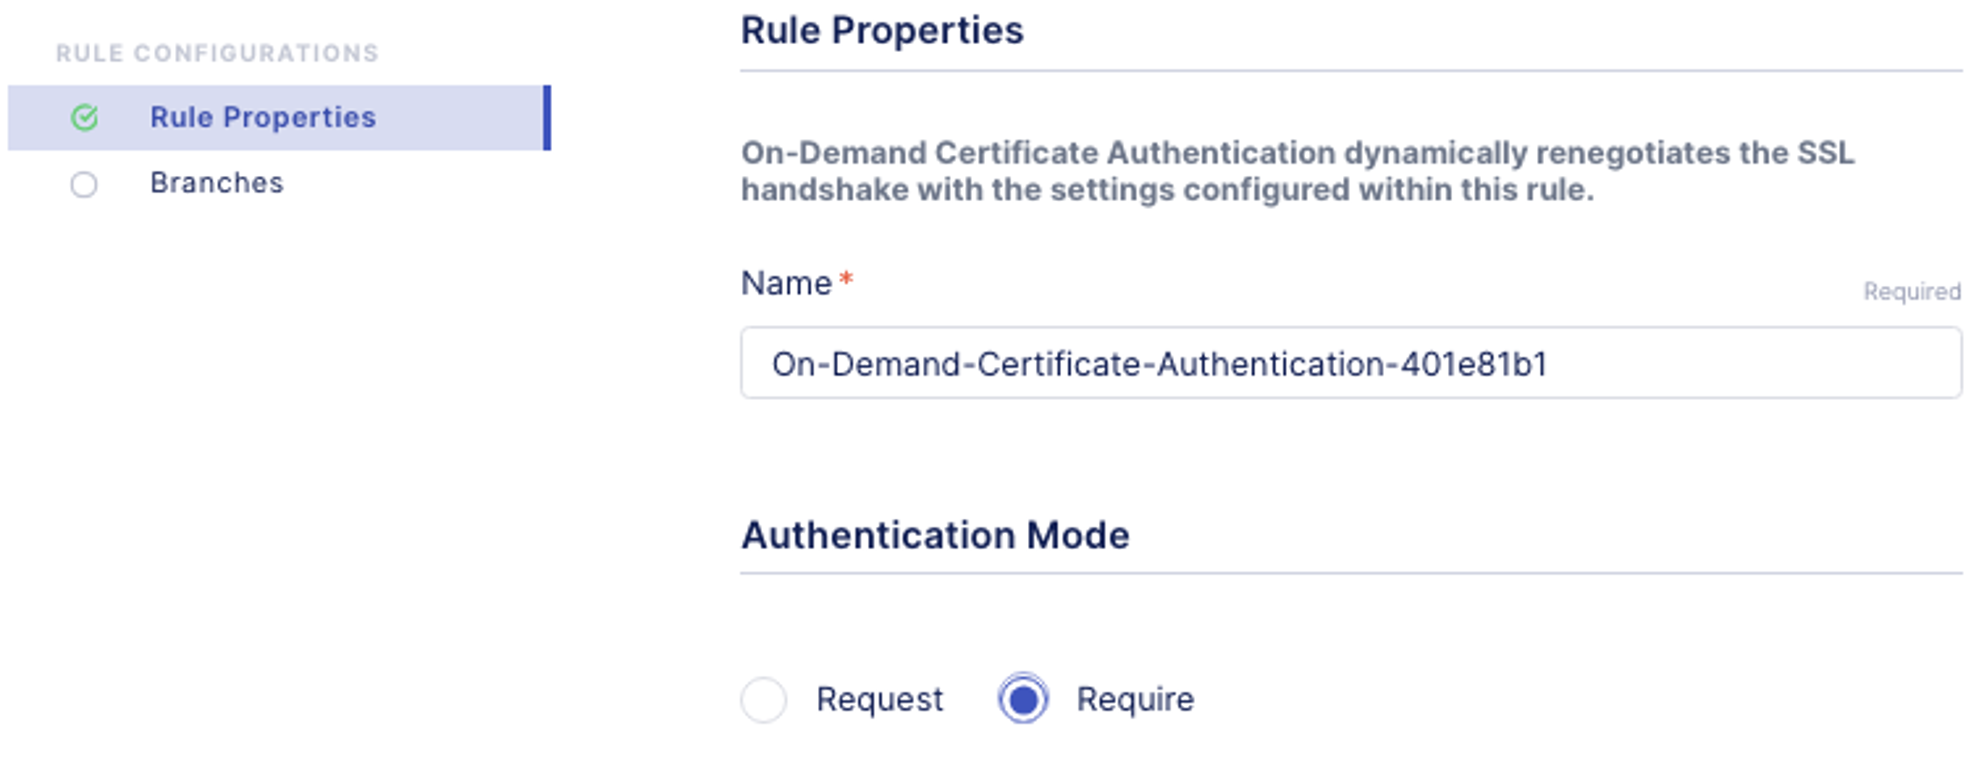 RULE CONFIGURATIONS
Rule Properties
Branches
Rule Properties
On-Demand Certificate Authentication dynamically renegotiates the SSL
handshake with the settings configured within this rule.
Name *
Required
On-Demand-Certificate-Authentication-401e81b1
Authentication Mode
Request
Require